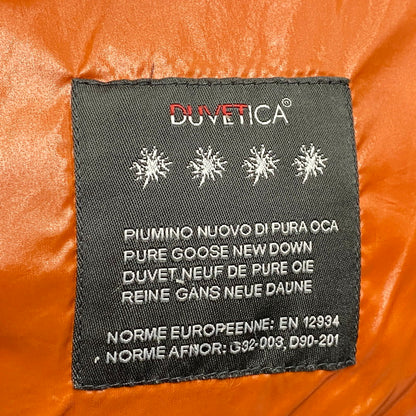 DUVETICA®
PIUMINO NUOVO DI PURA OCA
PURE GOOSE NEW DOWN
DUVET NEUF DE PURE OIE
REINE GANS NEUE DAUNE
NORME EUROPEENNE: EN 12934
NORME AFNOR: G32-003, D90-201